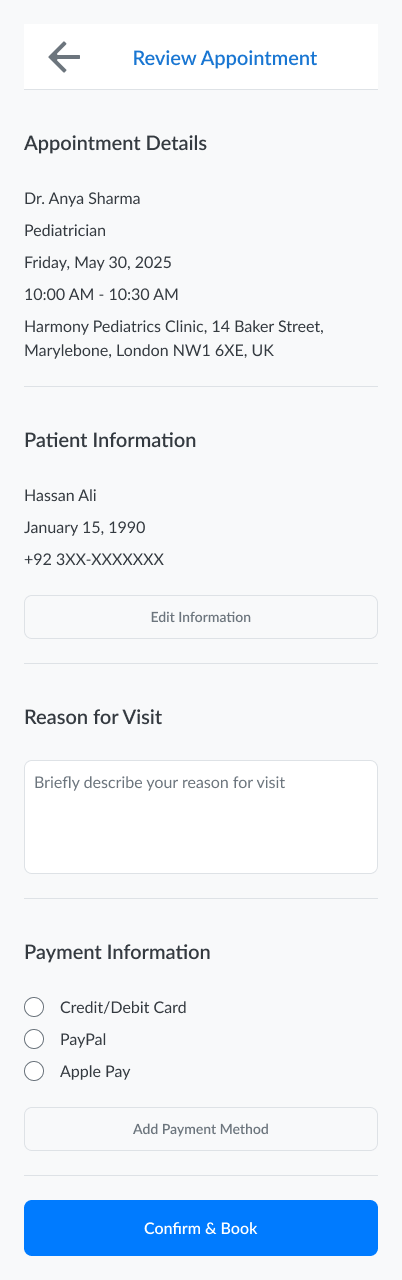 Review Appointment
Appointment Details
Dr. Anya Sharma
Pediatrician
Friday, May 30, 2025
10:00 AM - 10:30 AM
Harmony Pediatrics Clinic, 14 Baker Street,
Marylebone, London NW1 6XE, UK
Patient Information
Hassan Ali
January 15, 1990
+92 3XX-XXXXXXX
Edit Information
Reason for Visit
Briefly describe your reason for visit
Payment Information
Credit/Debit Card
PayPal
Apple Pay
Add Payment Method
Confirm & Book